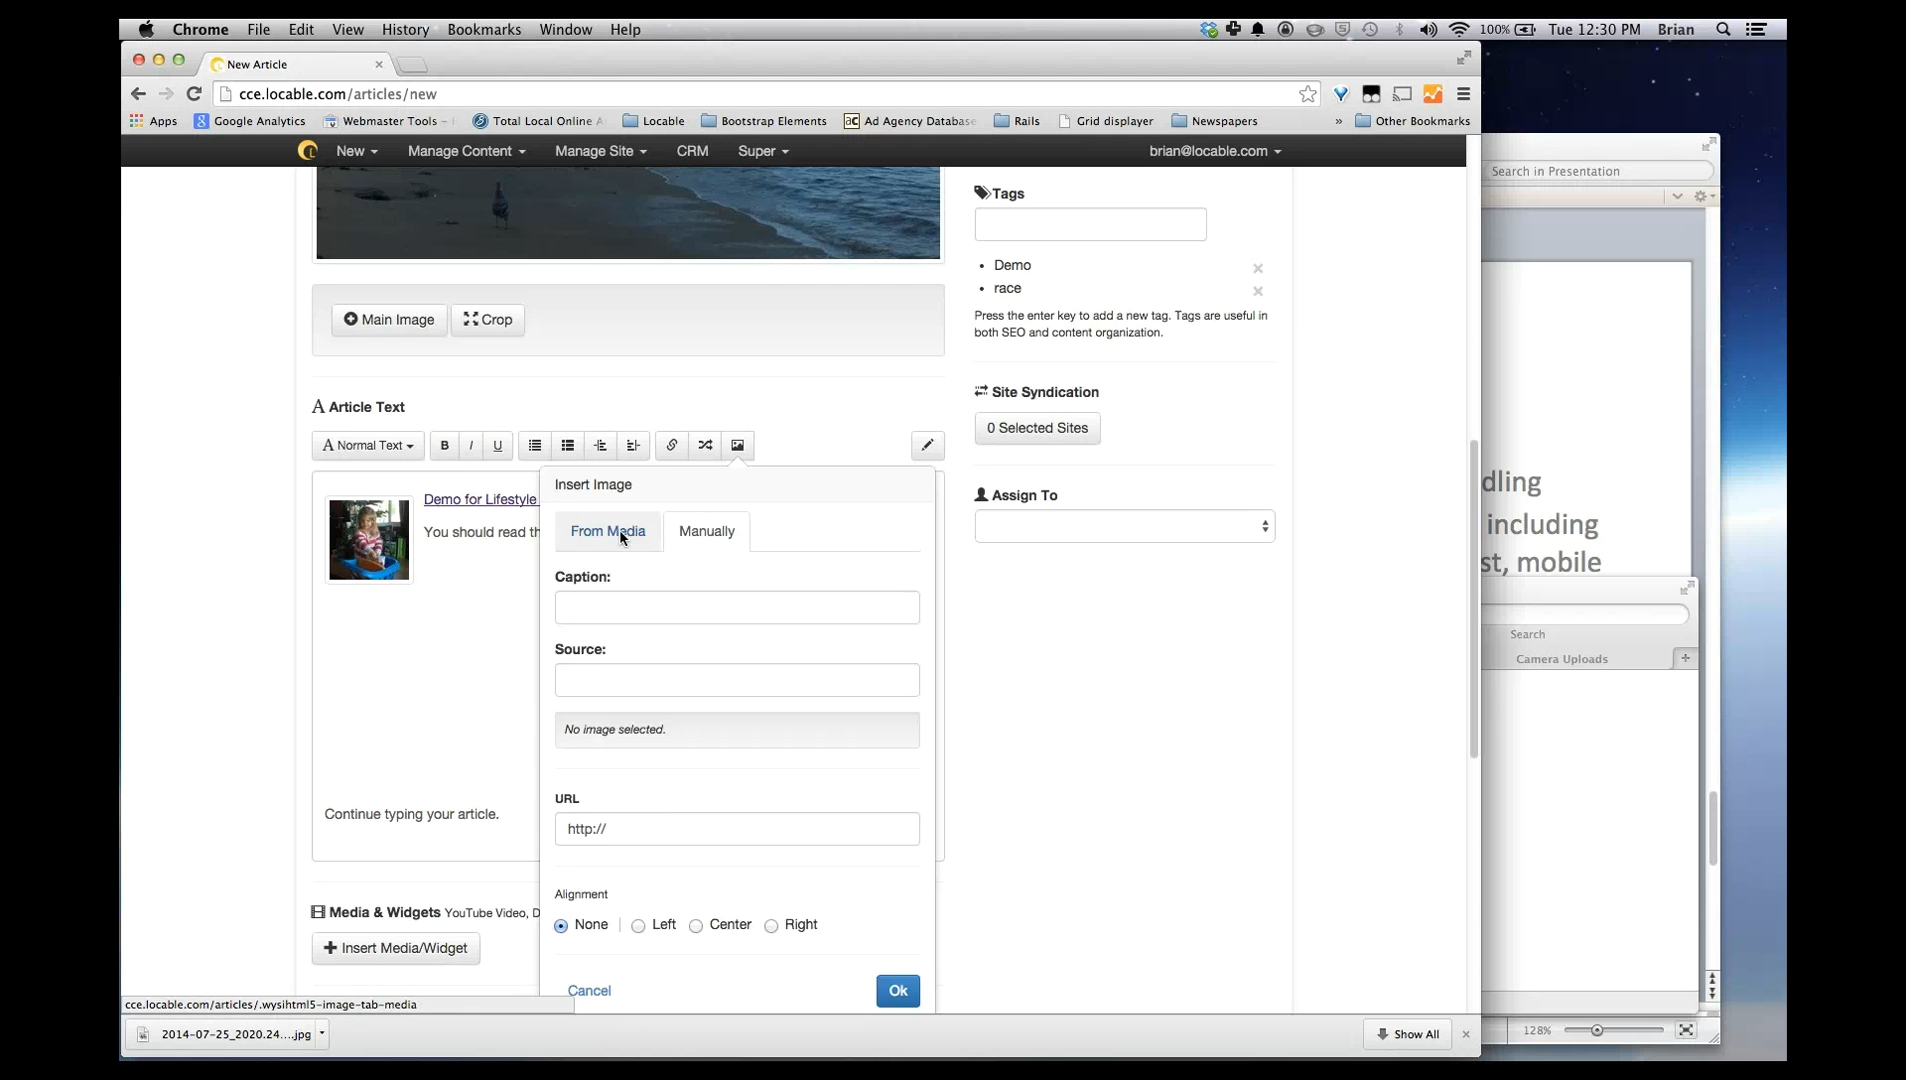 Chrome File Edit View History Bookmarks Window Help 100% Tue 12:30 PM Brian
New Article
cce.locable.com/articles/new
Apps Google Analytics Webmaster Tools - Total Local Online A Locable Bootstrap Elements Ad Agency Database Rails Grid displayer Newspapers » Other Bookmarks
New Manage Content Manage Site CRM Super brian@locable.com
Search in Presentation
Tags
Demo
race
Press the enter key to add a new tag. Tags are useful in
both SEO and content organization.
Main Image Crop
Site Syndication
0 Selected Sites
A Article Text
A Normal Text B I U
Insert Image
Demo for Lifestyle
You should read th
From Media Manually
Assign To
dling
including
st, mobile
Caption:
Source:
No image selected.
Search
Camera Uploads
URL
http://
Continue typing your article.
Alignment
None Left Center Right
Media & Widgets YouTube Video, D
Insert Media/Widget
Cancel Ok
cce.locable.com/articles/.wysihtml5-image-tab-media
2014-07-25_2020.24....jpg Show All
128%